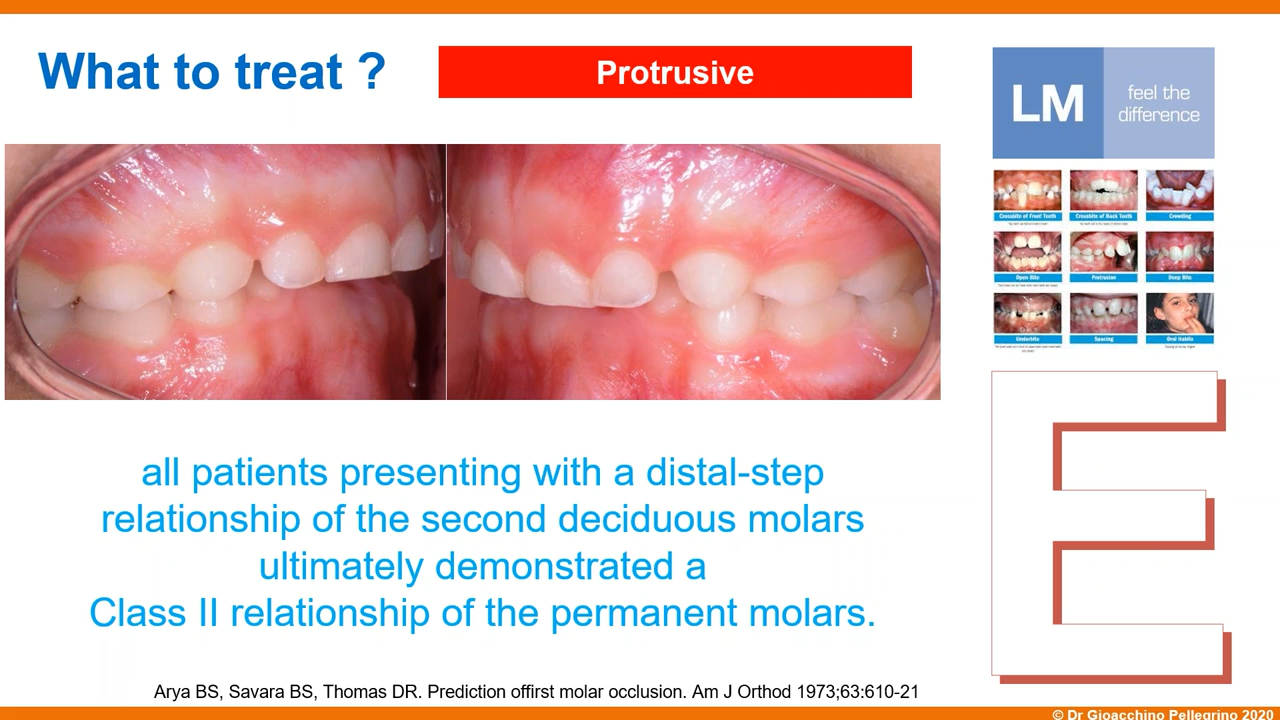 What to treat ?
Protrusive
LM
feel the
difference
Crossbite of Front Teeth
Crossbite of Back Teeth
Crowding
Open Bite
Protrusion
Deep Bite
Underbite
Spacing
Oral Habits
all patients presenting with a distal-step
relationship of the second deciduous molars
ultimately demonstrated a
Class II relationship of the permanent molars.
E
Arya BS, Savara BS, Thomas DR. Prediction offirst molar occlusion. Am J Orthod 1973;63:610-21
© Dr Gioacchino Pellegrino 2020